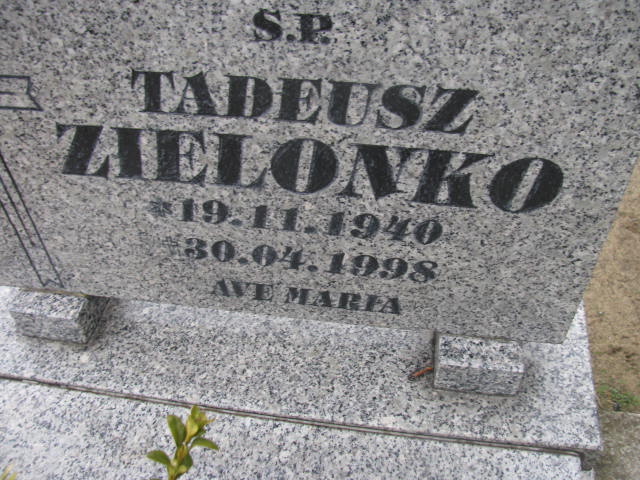 S.P.
TADEUSZ
ZIELONKO
*19.11.1940
30.04.1998
AVE MARIA